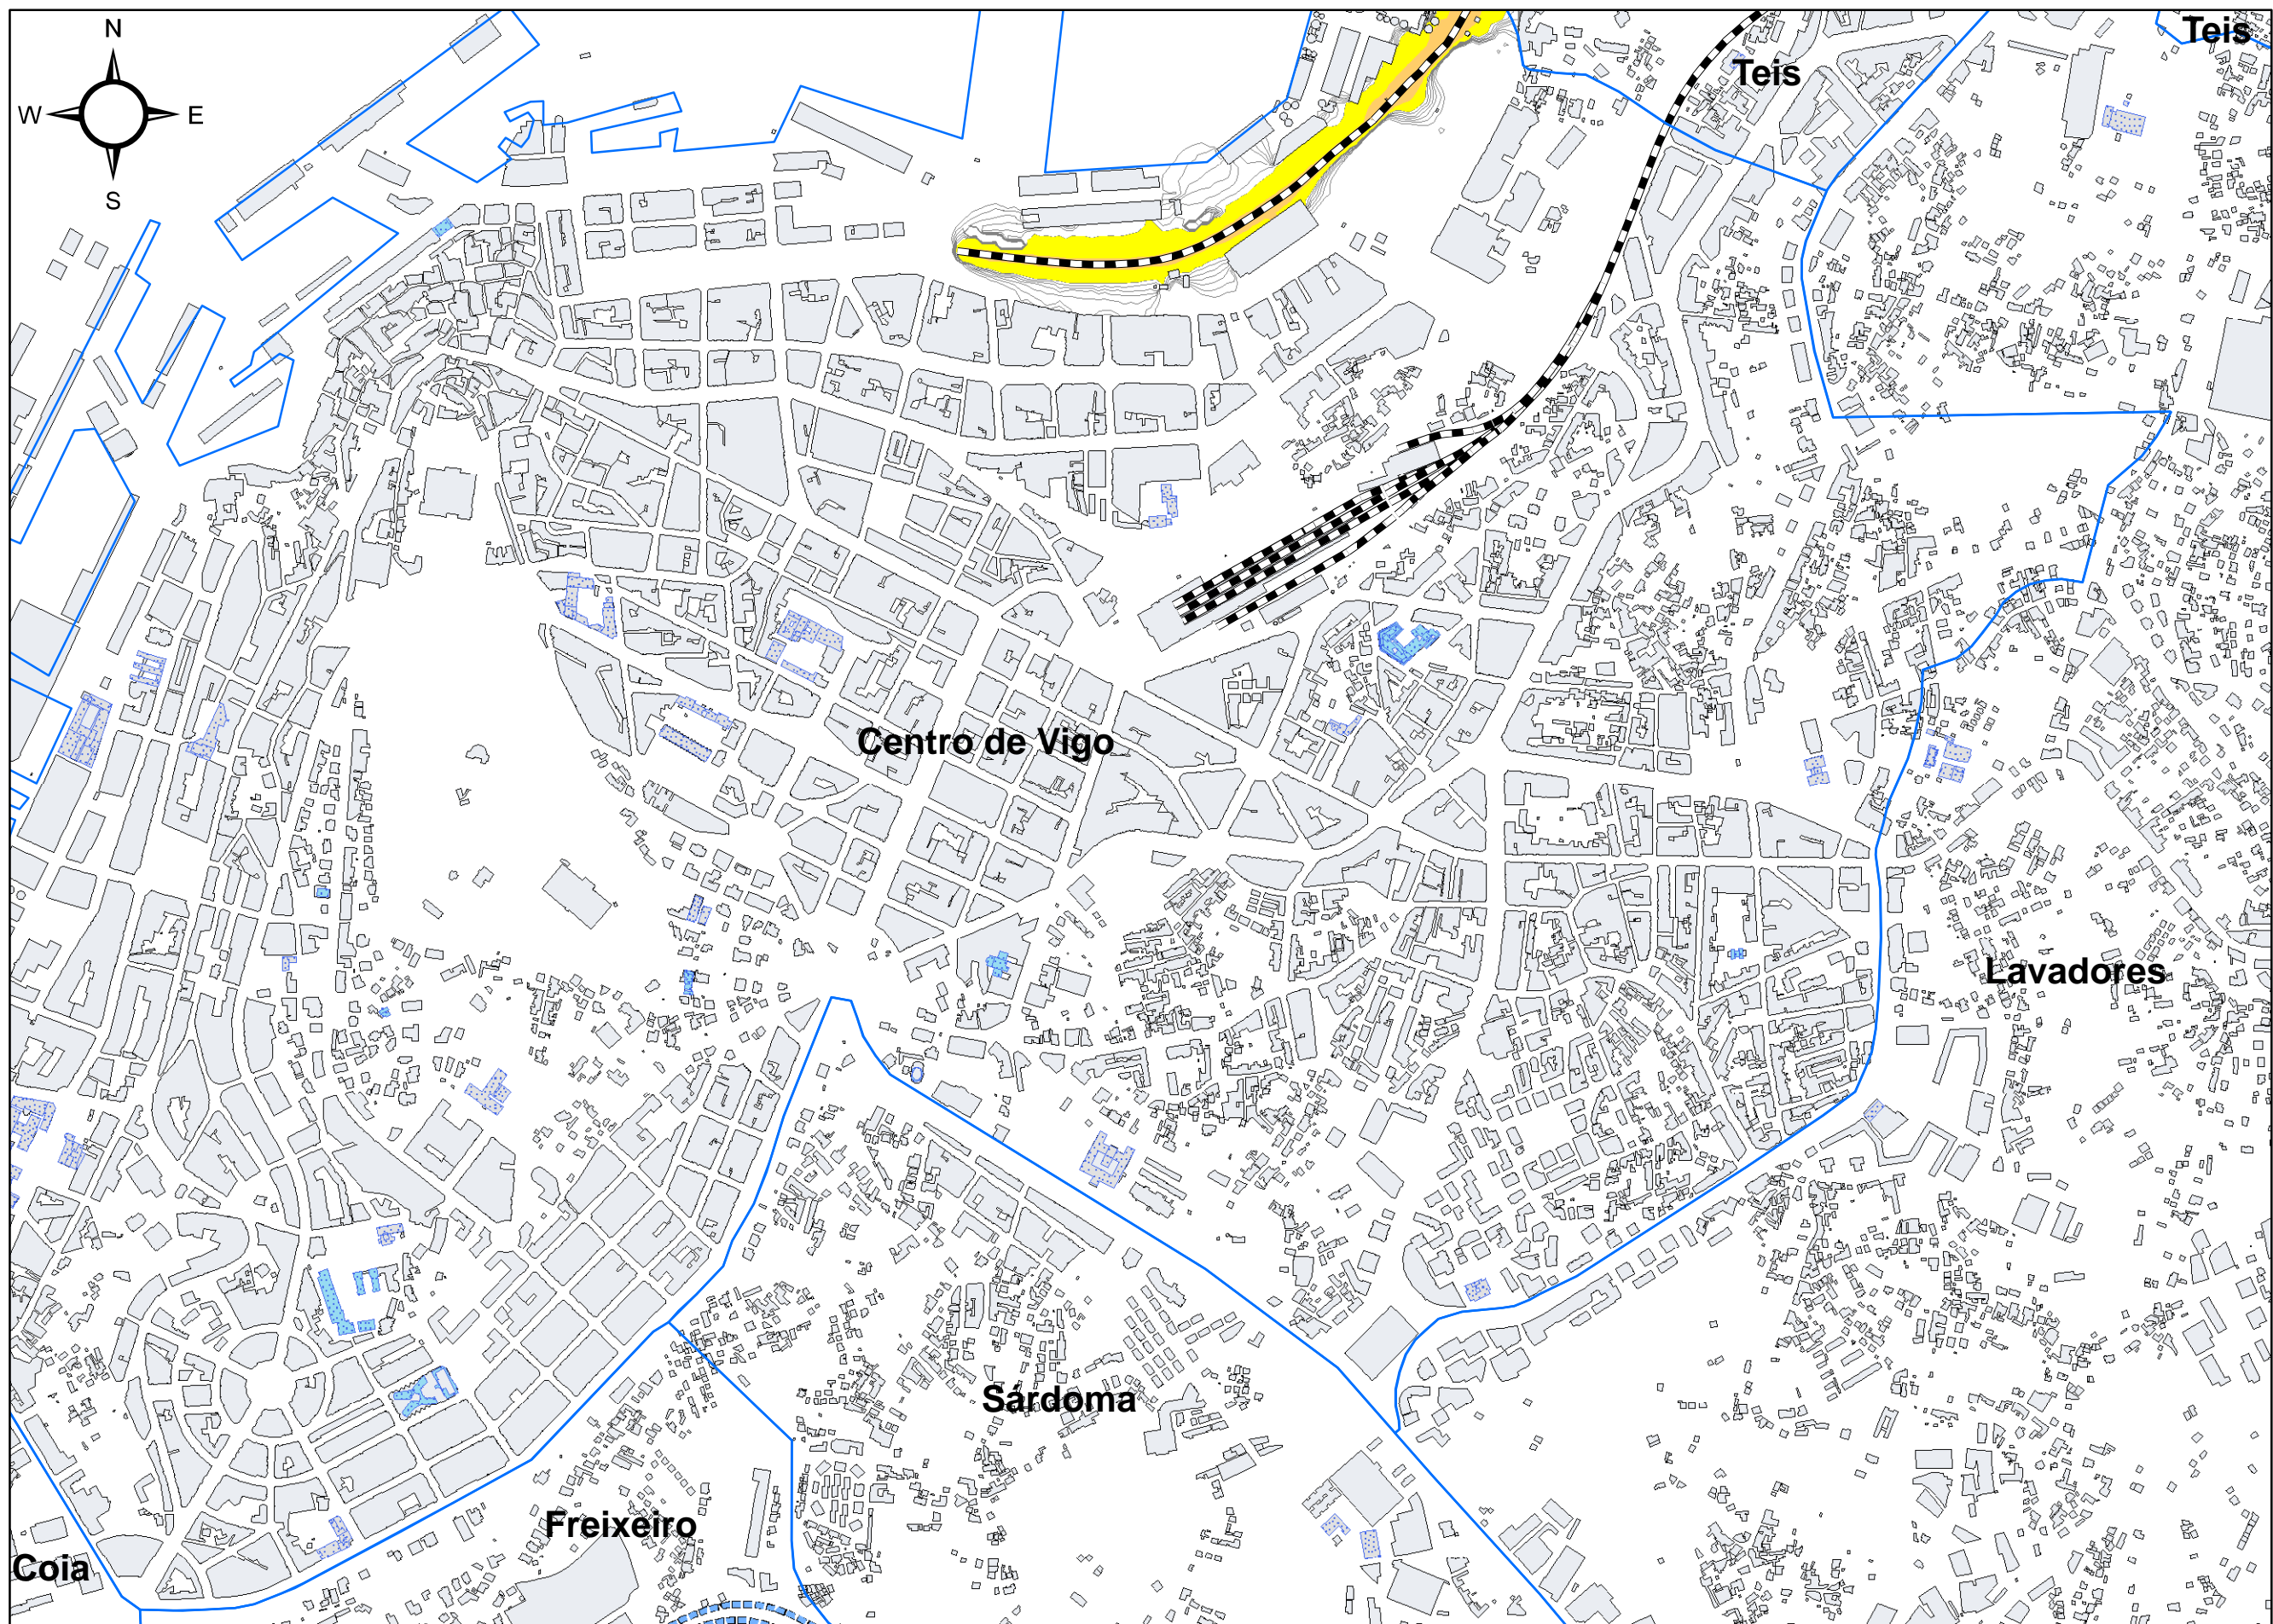 N
W E
S
Teis
Teis
Centro de Vigo
Lavadores
Sárdoma
Freixeiro
Coia